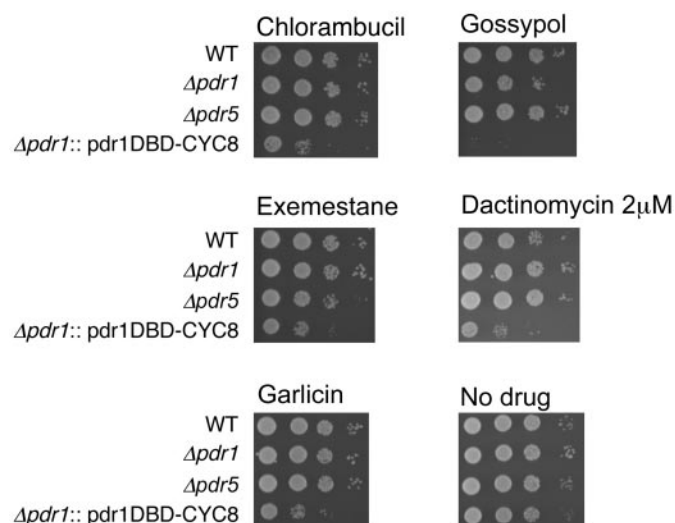 Chlorambucil Gossypol
WT
Δpdr1
Δpdr5
Δpdr1:: pdr1DBD-CYC8
Exemestane Dactinomycin 2μM
WT
Δpdr1
Δpdr5
Δpdr1:: pdr1DBD-CYC8
Garlicin No drug
WT
Δpdr1
Δpdr5
Δpdr1:: pdr1DBD-CYC8